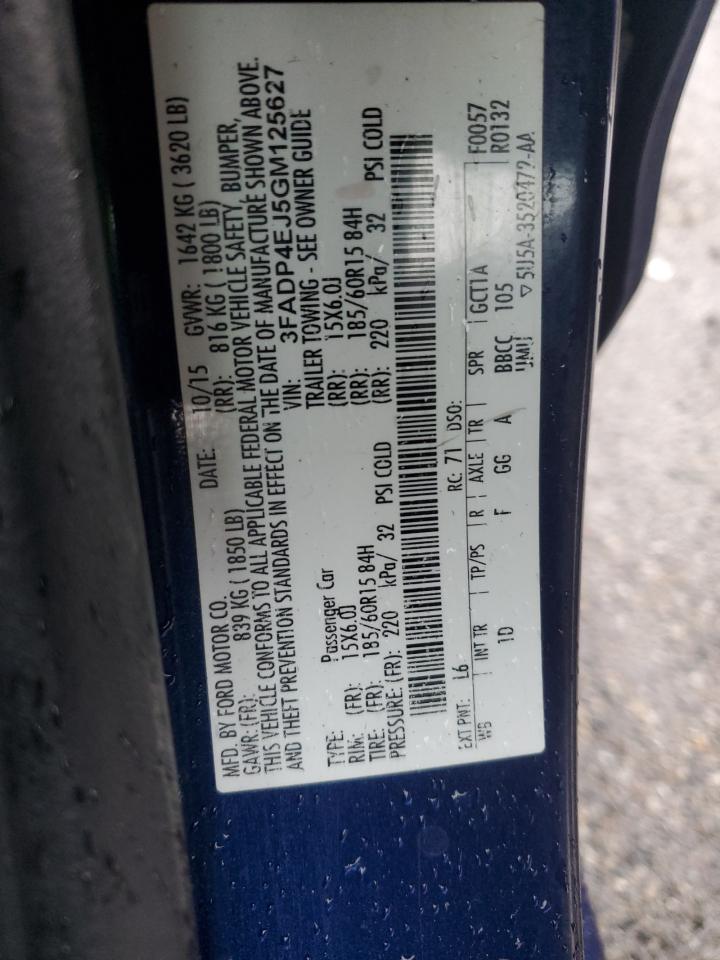 MFD. BY FORD MOTOR CO. DATE: 10/15 GVWR: 1642 KG ( 3620 LB)
GAWR: (FR): 839 KG ( 1850 LB) (RR): 816 KG ( 1800 LB)
THIS VEHICLE CONFORMS TO ALL APPLICABLE FEDERAL MOTOR VEHICLE SAFETY, BUMPER,
AND THEFT PREVENTION STANDARDS IN EFFECT ON THE DATE OF MANUFACTURE SHOWN ABOVE.
VIN: 3FADP4EJ5GM125627
TYPE: Passenger Car TRAILER TOWING - SEE OWNER GUIDE
RIM: (FR): 15X6.0J (RR): 15X6.0J
TIRE: (FR): 185/60R15 84H (RR): 185/60R15 84H
PRESSURE: (FR): 220 kPa/ 32 PSI COLD (RR): 220 kPa/ 32 PSI COLD
EXT PNT: L6 RC: 71 DSO: F0057
WB INT TR TP/PS R AXLE TR SPR GCT1A R0132
1D F GG A BBCC 105
UMU ▽5U5A-3520472-AA